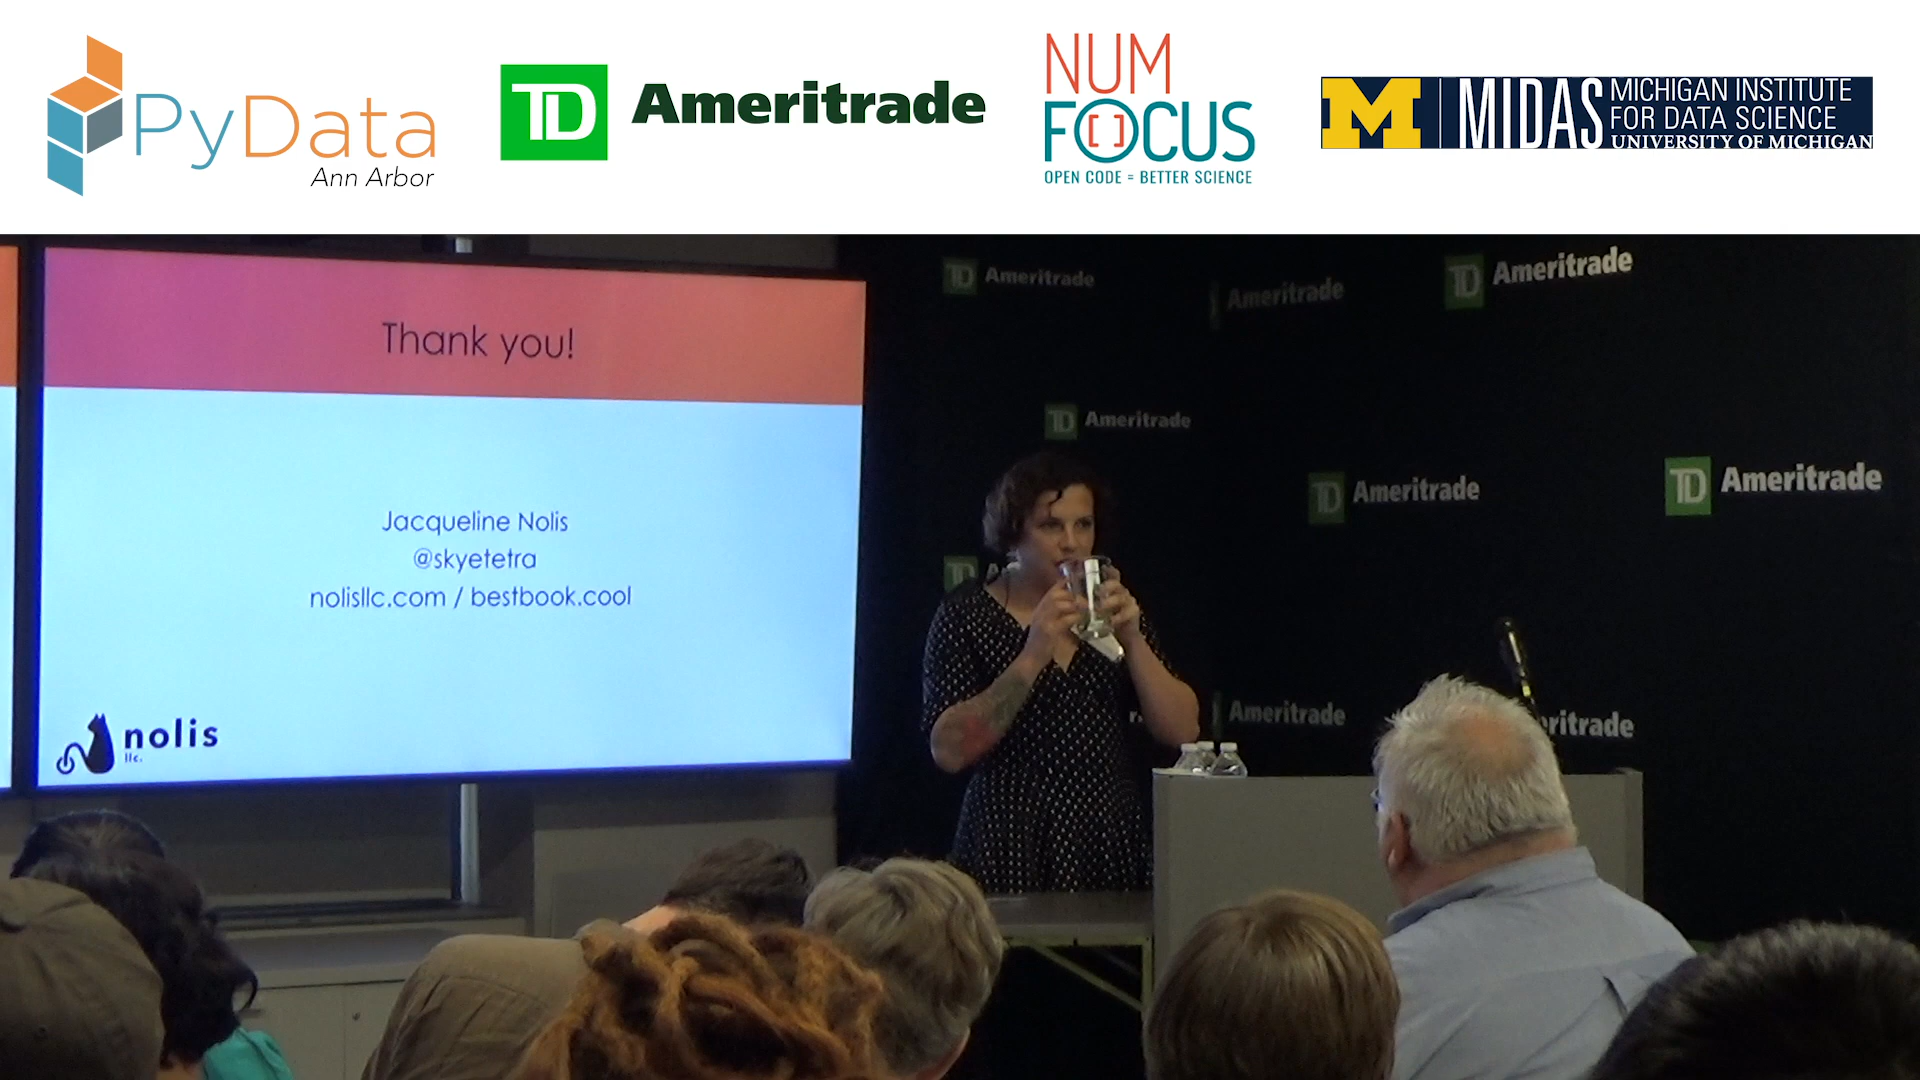 PyData
Ann Arbor
TD Ameritrade
NUM
FOCUS
OPEN CODE = BETTER SCIENCE
M MIDAS MICHIGAN INSTITUTE
FOR DATA SCIENCE
UNIVERSITY OF MICHIGAN
Thank you!
Jacqueline Nolis
@skyetetra
nolisllc.com / bestbook.cool
nolis
llc.
TD Ameritrade
Ameritrade
TD Ameritrade
TD Ameritrade
TD Ameritrade
TD Ameritrade
TD
Ameritrade
eritrade